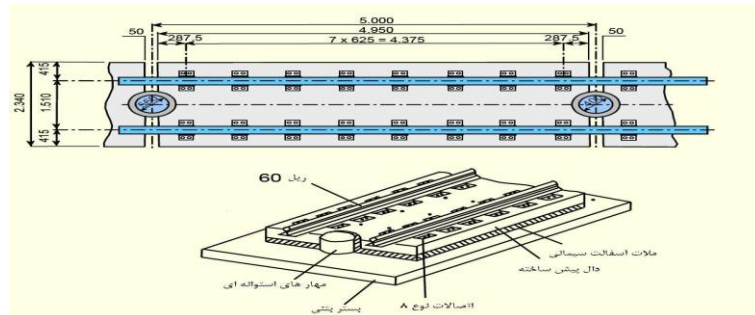 5.000
50
4.950
50
287,5
7 x 625 = 4.375
287,5
415
2.340
1.510
415
ریل 60
ملات اسفالت سیمانی
دال پیش ساخته
مهار های استوانه ای
اتصالات نوع ۸
بستر بتنی